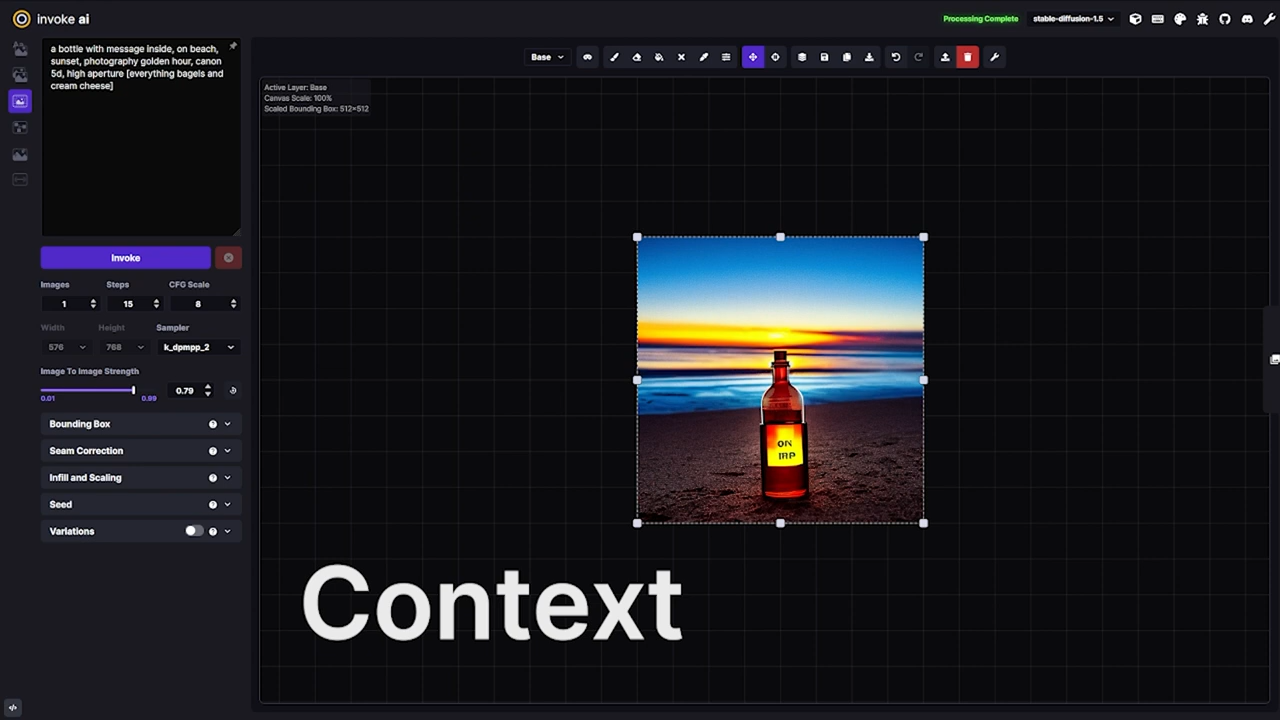 invoke ai
Processing Complete
stable-diffusion-1.5
a bottle with message inside, on beach,
sunset, photography golden hour, canon
5d, high aperture [everything bagels and
cream cheese]
Base
Active Layer: Base
Canvas Scale: 100%
Scaled Bounding Box: 512×512
Invoke
Images
Steps
CFG Scale
1
15
8
Width
Height
Sampler
576
768
k_dpmpp_2
Image To Image Strength
0.79
0.01
0.99
Bounding Box
Seam Correction
Infill and Scaling
Seed
Variations
ON
IRP
Context